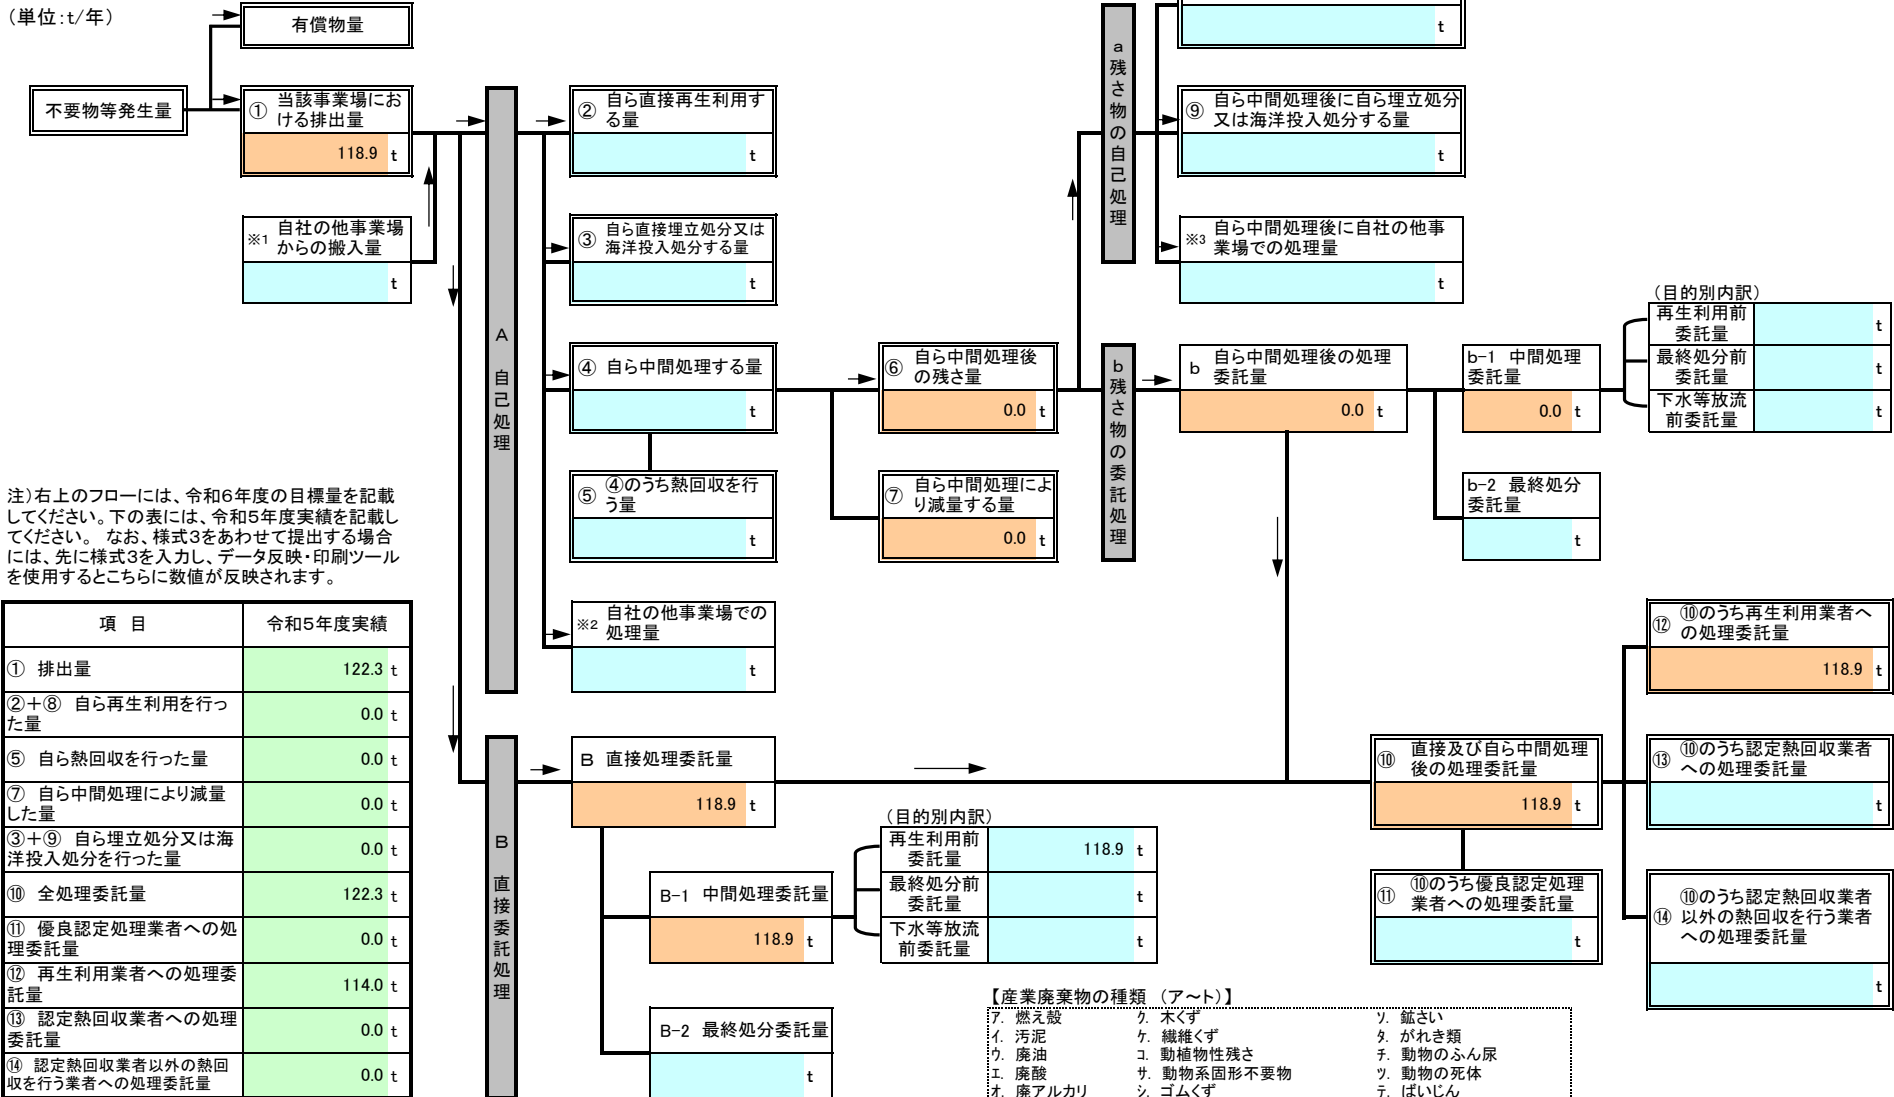 （単位：t/年）
有償物量
不要物等発生量
① 当該事業場にお
ける排出量
118.9 t
※1 自社の他事業場
からの搬入量
t
A 自己処理
② 自ら直接再生利用す
る量
t
③ 自ら直接埋立処分又は
海洋投入処分する量
t
④ 自ら中間処理する量
t
⑤ ④のうち熱回収を行
う量
t
※2 自社の他事業場での
処理量
t
⑥ 自ら中間処理後
の残さ量
0.0 t
⑦ 自ら中間処理によ
り減量する量
0.0 t
a 残さ物の自己処理
t
⑨ 自ら中間処理後に自ら埋立処分
又は海洋投入処分する量
t
※3 自ら中間処理後に自社の他事
業場での処理量
t
b 残さ物の委託処理
b 自ら中間処理後の処理
委託量
0.0 t
b-1 中間処理
委託量
0.0 t
（目的別内訳）
再生利用前
委託量
t
最終処分前
委託量
t
下水等放流
前委託量
t
b-2 最終処分
委託量
t
注）右上のフローには、令和６年度の目標量を記載
してください。下の表には、令和５年度実績を記載し
てください。 なお、様式３をあわせて提出する場合
には、先に様式３を入力し、データ反映・印刷ツール
を使用するとこちらに数値が反映されます。
項 目 令和５年度実績
① 排出量 122.3 t
②＋⑧ 自ら再生利用を行っ
た量 0.0 t
⑤ 自ら熱回収を行った量 0.0 t
⑦ 自ら中間処理により減量
した量 0.0 t
③＋⑨ 自ら埋立処分又は海
洋投入処分を行った量 0.0 t
⑩ 全処理委託量 122.3 t
⑪ 優良認定処理業者への処
理委託量 0.0 t
⑫ 再生利用業者への処理委
託量 114.0 t
⑬ 認定熱回収業者への処理
委託量 0.0 t
⑭ 認定熱回収業者以外の熱回
収を行う業者への処理委託量 0.0 t
B 直接委託処理
B 直接処理委託量
118.9 t
B-1 中間処理委託量
118.9 t
（目的別内訳）
再生利用前
委託量
118.9 t
最終処分前
委託量
t
下水等放流
前委託量
t
B-2 最終処分委託量
t
⑩ 直接及び自ら中間処理
後の処理委託量
118.9 t
⑪ ⑩のうち優良認定処理
業者への処理委託量
t
⑫ ⑩のうち再生利用業者へ
の処理委託量
118.9 t
⑬ ⑩のうち認定熱回収業者
への処理委託量
t
⑭ ⑩のうち認定熱回収業者
以外の熱回収を行う業者
への処理委託量
t
【産業廃棄物の種類 （ア～ト）】
ア. 燃え殻 ク. 木くず ソ. 鉱さい
イ. 汚泥 ケ. 繊維くず タ. がれき類
ウ. 廃油 コ. 動植物性残さ チ. 動物のふん尿
エ. 廃酸 サ. 動物系固形不要物 ツ. 動物の死体
オ. 廃アルカリ シ. ゴムくず テ. ばいじん